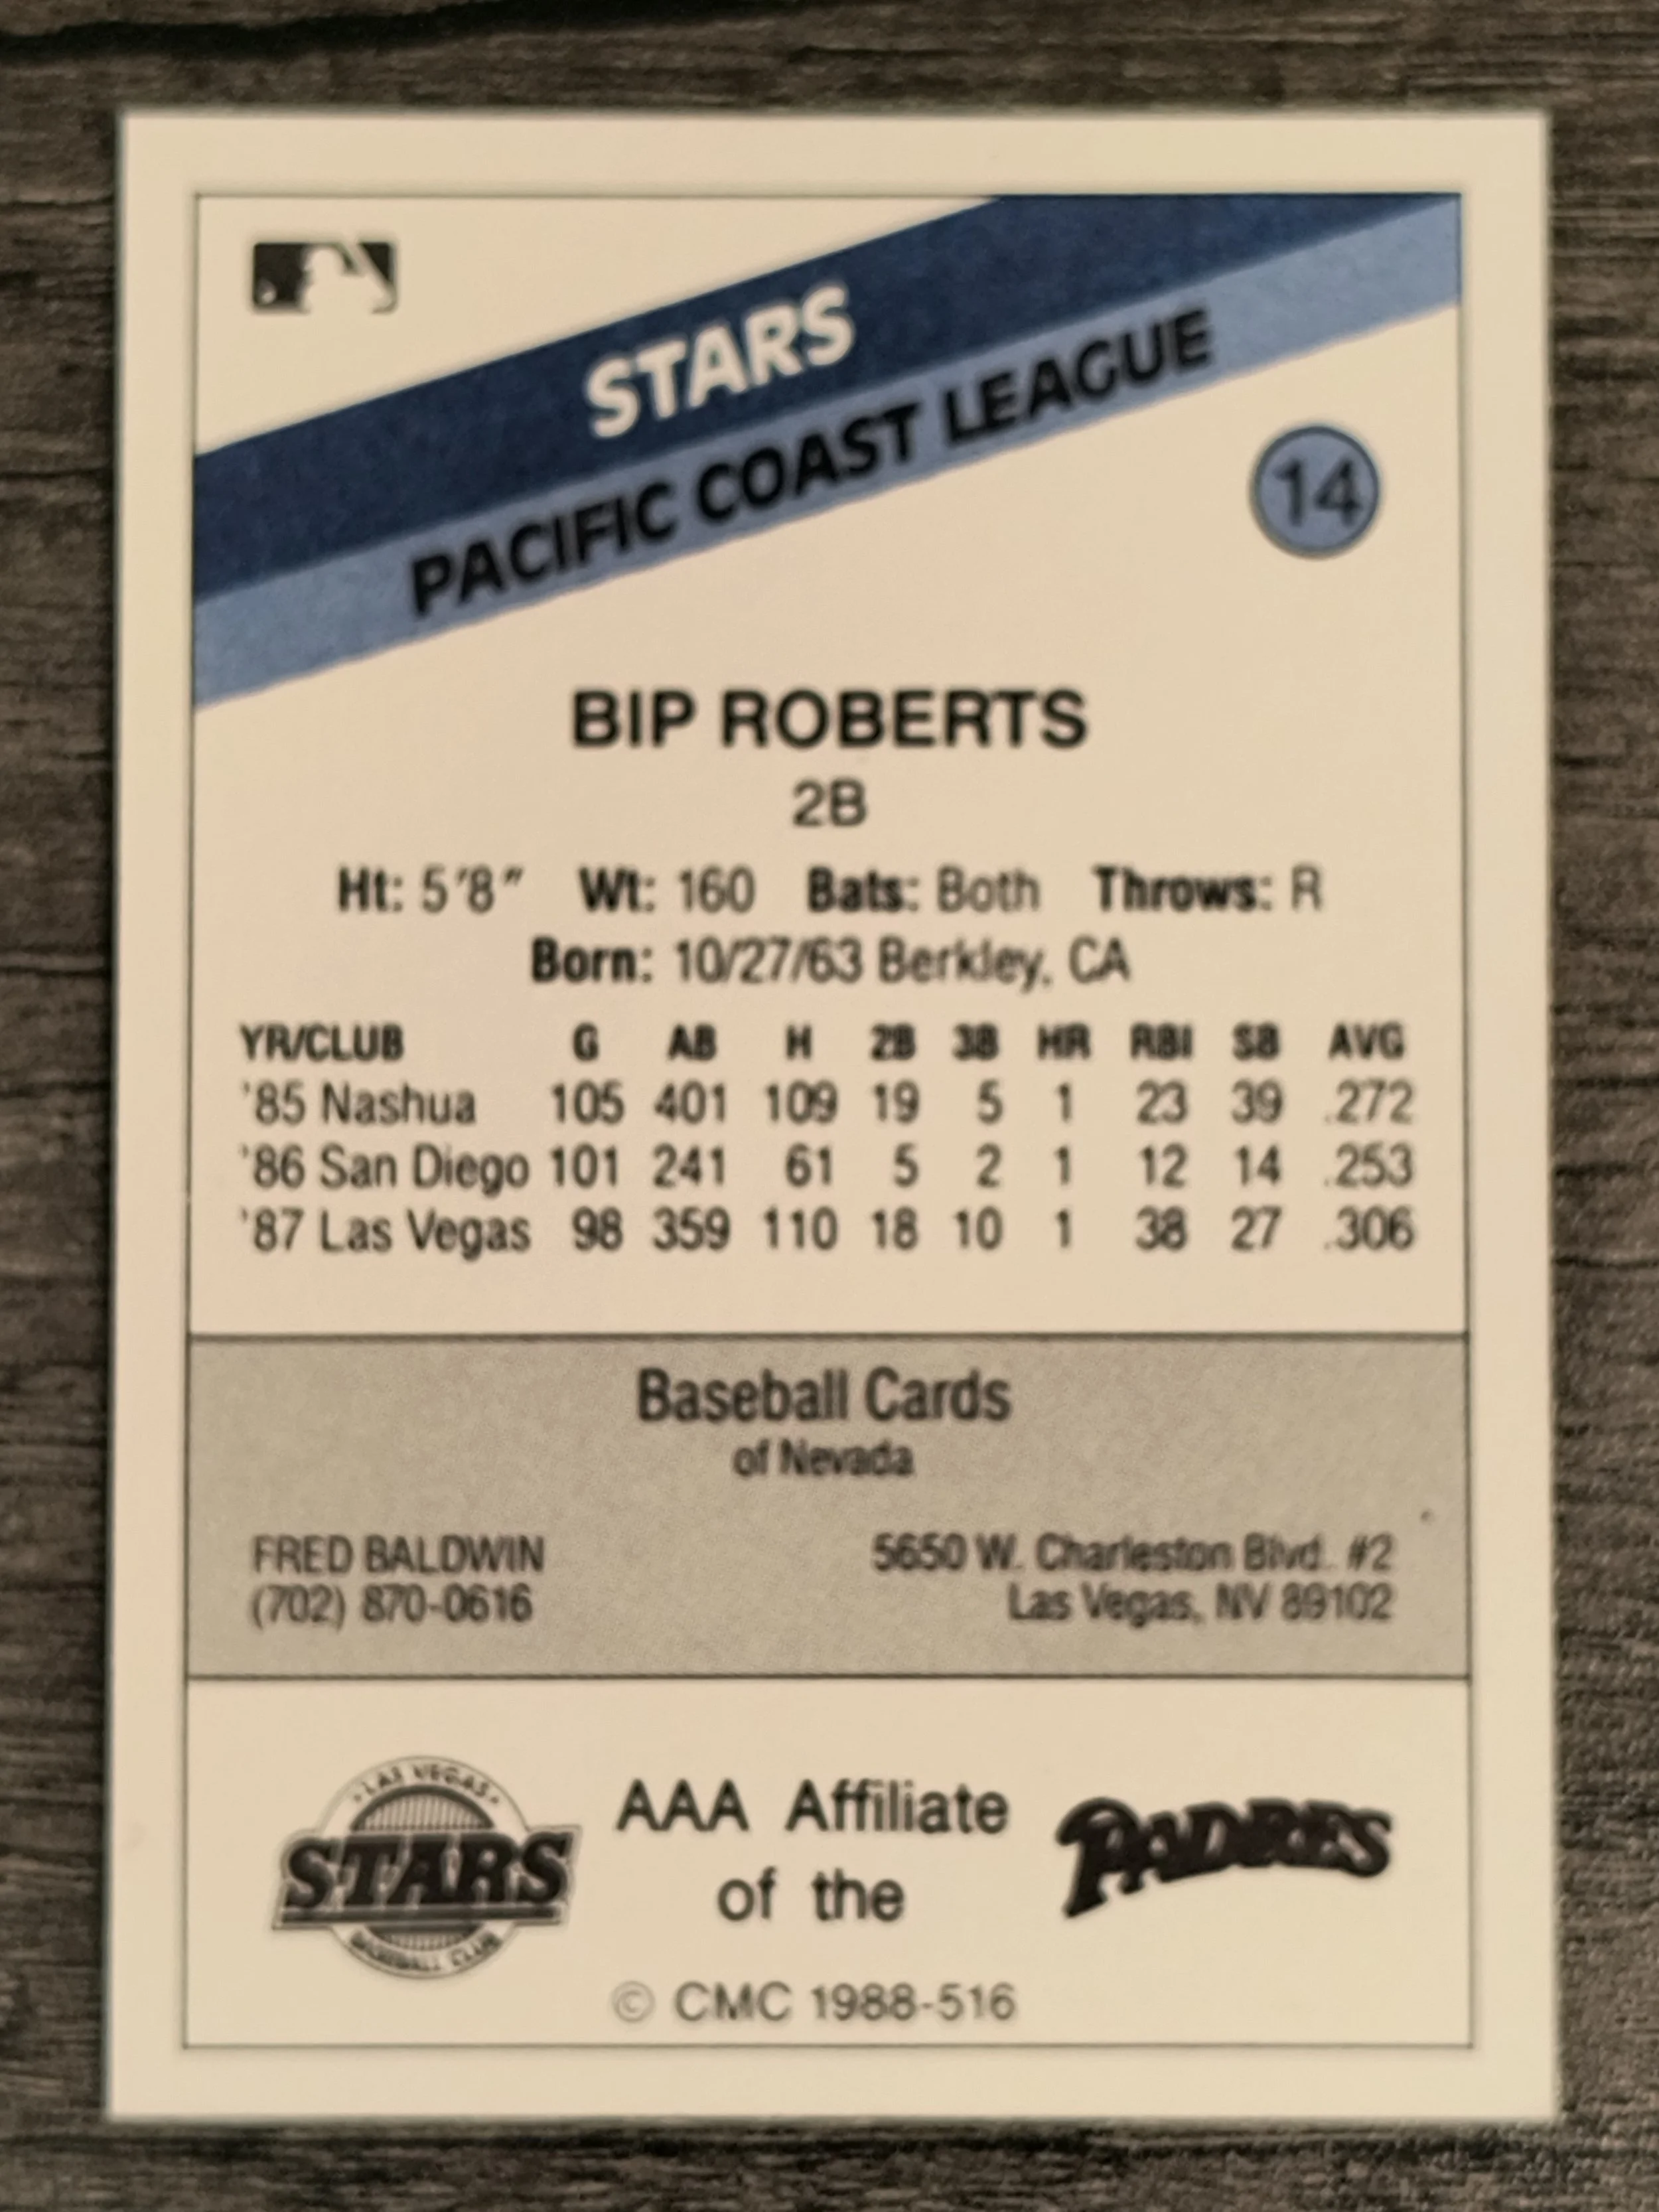 STARS
PACIFIC COAST LEAGUE
14
BIP ROBERTS
2B
Ht: 5'8" Wt: 160 Bats: Both Throws: R
Born: 10/27/63 Berkley, CA
YR/CLUB G AB H 2B 3B HR RBI SB AVG
'85 Nashua 105 401 109 19 5 1 23 39 .272
'86 San Diego 101 241 61 5 2 1 12 14 .253
'87 Las Vegas 98 359 110 18 10 1 38 27 .306
Baseball Cards
of Nevada
FRED BALDWIN 5650 W. Charleston Blvd. #2
(702) 870-0616 Las Vegas, NV 89102
LAS VEGAS
STARS
BASEBALL CLUB
AAA Affiliate
of the
PADRES
© CMC 1988-516